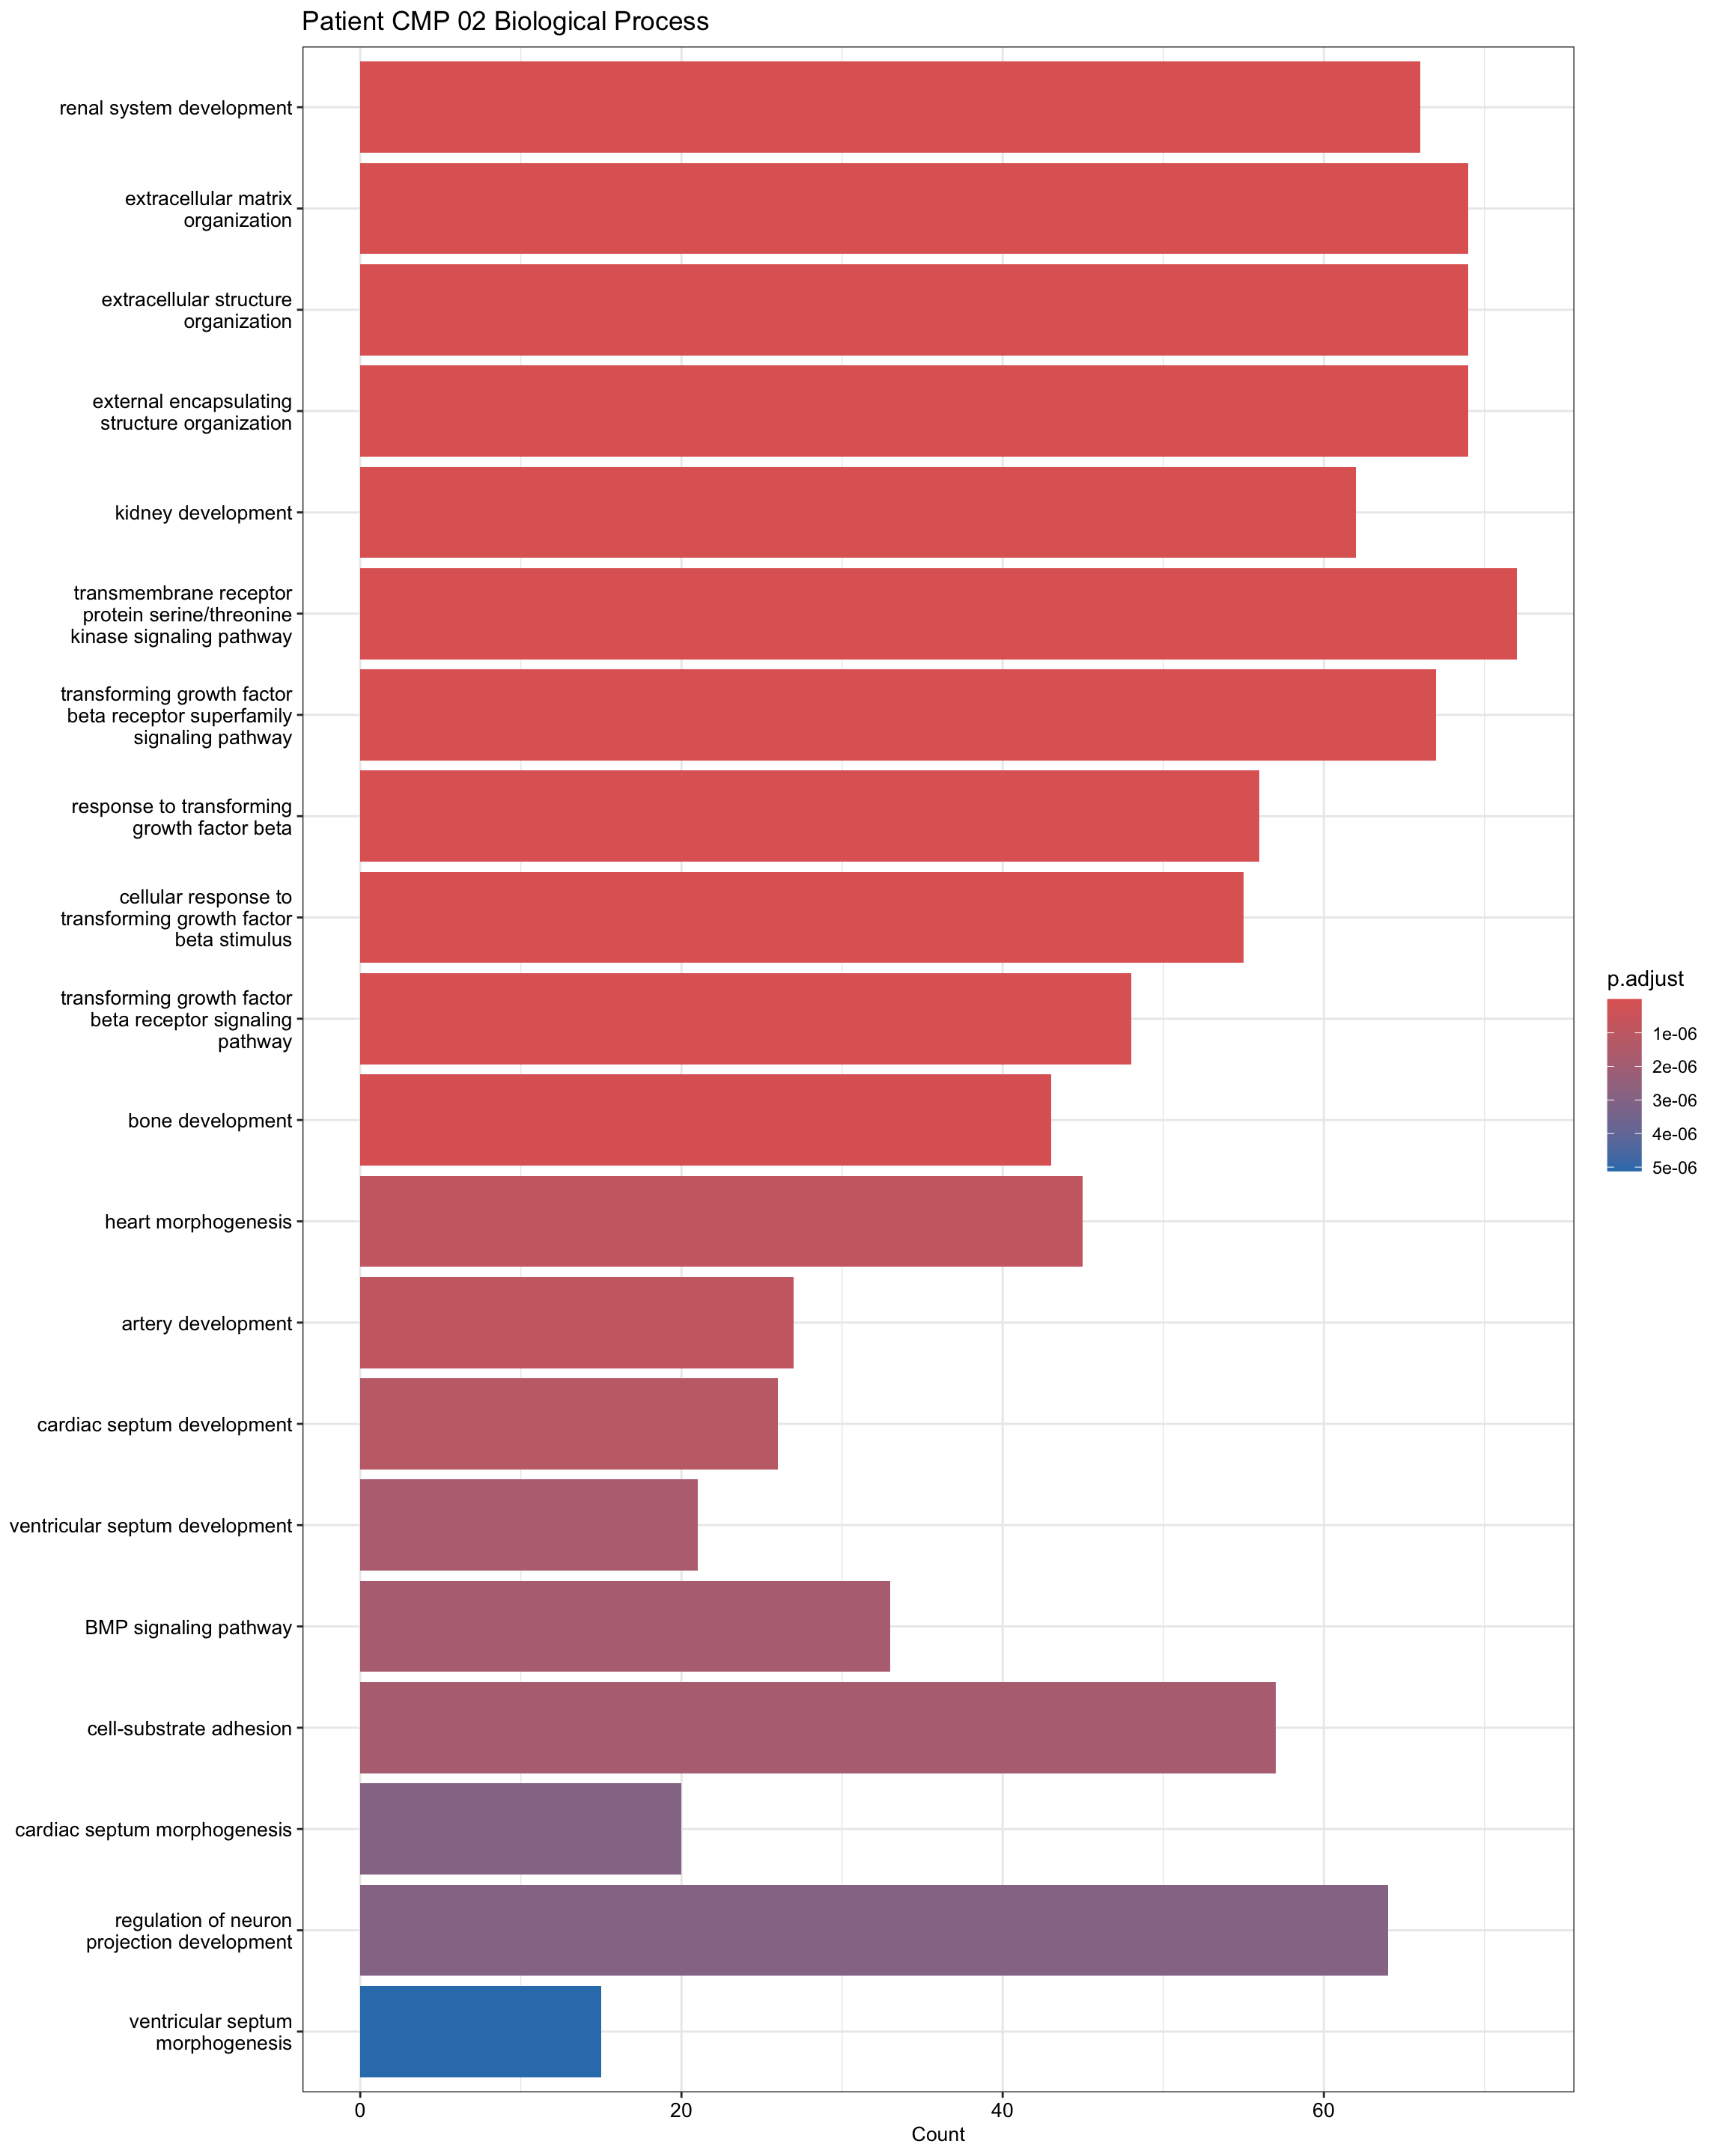 Patient CMP 02 Biological Process
renal system development
extracellular matrix
organization
extracellular structure
organization
external encapsulating
structure organization
kidney development
transmembrane receptor
protein serine/threonine
kinase signaling pathway
transforming growth factor
beta receptor superfamily
signaling pathway
response to transforming
growth factor beta
cellular response to
transforming growth factor
beta stimulus
transforming growth factor
beta receptor signaling
pathway
bone development
heart morphogenesis
artery development
cardiac septum development
ventricular septum development
BMP signaling pathway
cell-substrate adhesion
cardiac septum morphogenesis
regulation of neuron
projection development
ventricular septum
morphogenesis
0 20 40 60
Count
p.adjust
1e-06
2e-06
3e-06
4e-06
5e-06